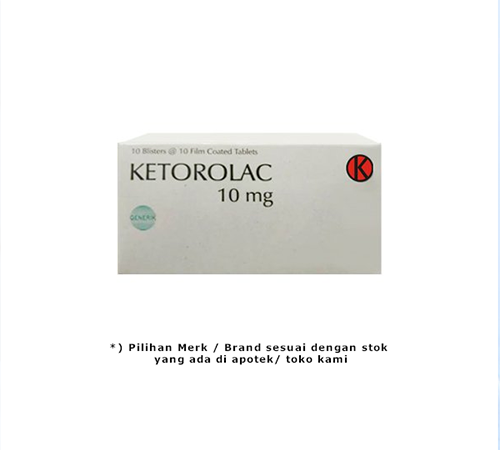 10 Blisters @ 10 Film Coated Tablets
KETOROLAC
10 mg
K
GENERIK
*) Pilihan Merk / Brand sesuai dengan stok
yang ada di apotek/ toko kami